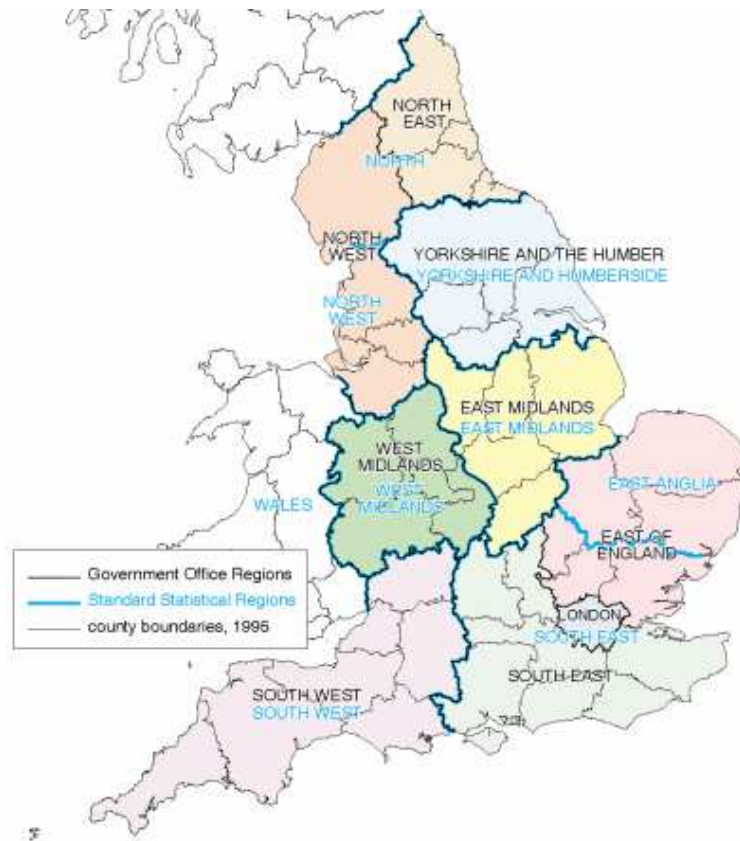 NORTH
EAST
NORTH
NORTH
WEST
YORKSHIRE AND THE HUMBER
YORKSHIRE AND HUMBERSIDE
NORTH
WEST
EAST MIDLANDS
EAST MIDLANDS
WEST
MIDLANDS
WEST
MIDLANDS
WALES
EAST ANGLIA
EAST OF
ENGLAND
Government Office Regions
Standard Statistical Regions
county boundaries, 1995
LONDON
SOUTH EAST
SOUTH EAST
SOUTH WEST
SOUTH WEST